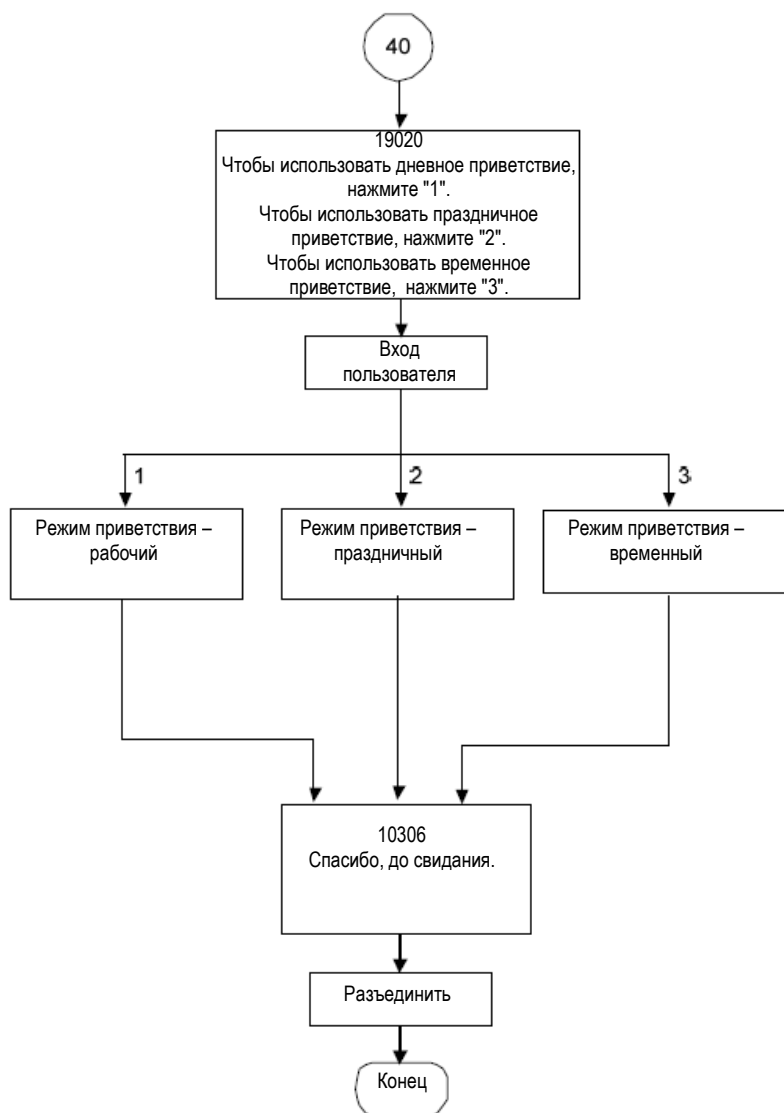 40
19020
Чтобы использовать дневное приветствие,
нажмите "1".
Чтобы использовать праздничное
приветствие, нажмите "2".
Чтобы использовать временное
приветствие, нажмите "3".
Вход
пользователя
1
2
3
Режим приветствия –
рабочий
Режим приветствия –
праздничный
Режим приветствия –
временный
10306
Спасибо, до свидания.
Разъединить
Конец